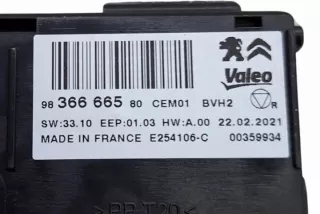 Valeo
98 366 665 80 CEM01 BVH2
R
SW:33.10 EEP:01.03 HW:A.00 22.02.2021
MADE IN FRANCE E254106-C 00359934